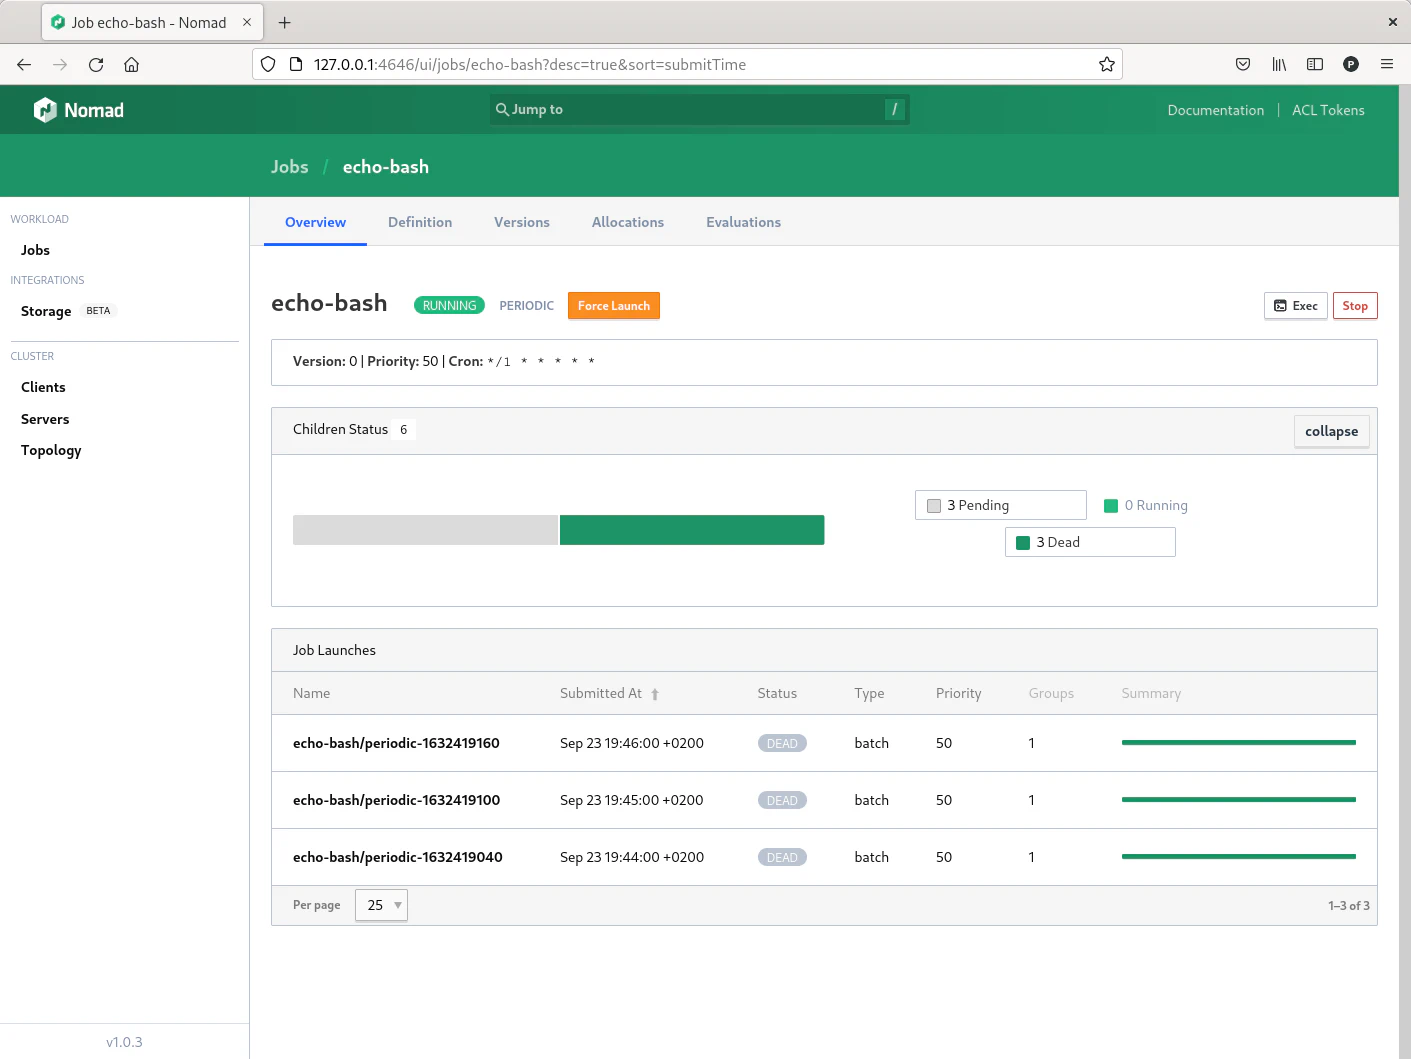 Job echo-bash - Nomad
127.0.0.1:4646/ui/jobs/echo-bash?desc=true&sort=submitTime
P
Nomad
Jump to
/
Documentation | ACL Tokens
Jobs / echo-bash
WORKLOAD
Jobs
INTEGRATIONS
Storage BETA
CLUSTER
Clients
Servers
Topology
v1.0.3
Overview Definition Versions Allocations Evaluations
echo-bash RUNNING PERIODIC Force Launch Exec Stop
Version: 0 | Priority: 50 | Cron: */1 * * * * *
Children Status 6 collapse
3 Pending 0 Running
3 Dead
Job Launches
Name Submitted At Status Type Priority Groups Summary
echo-bash/periodic-1632419160 Sep 23 19:46:00 +0200 DEAD batch 50 1
echo-bash/periodic-1632419100 Sep 23 19:45:00 +0200 DEAD batch 50 1
echo-bash/periodic-1632419040 Sep 23 19:44:00 +0200 DEAD batch 50 1
Per page 25 1–3 of 3